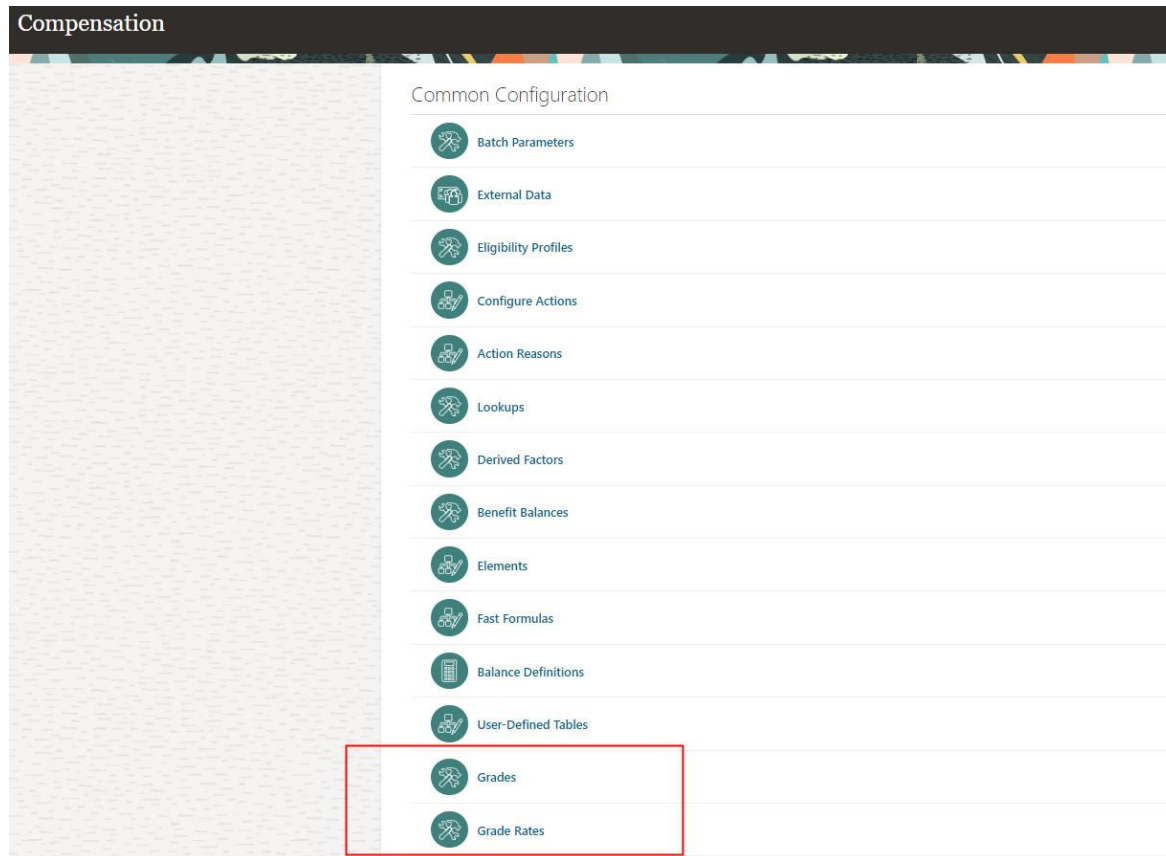 Compensation
Common Configuration
Batch Parameters
External Data
Eligibility Profiles
Configure Actions
Action Reasons
Lookups
Derived Factors
Benefit Balances
Elements
Fast Formulas
Balance Definitions
User-Defined Tables
Grades
Grade Rates